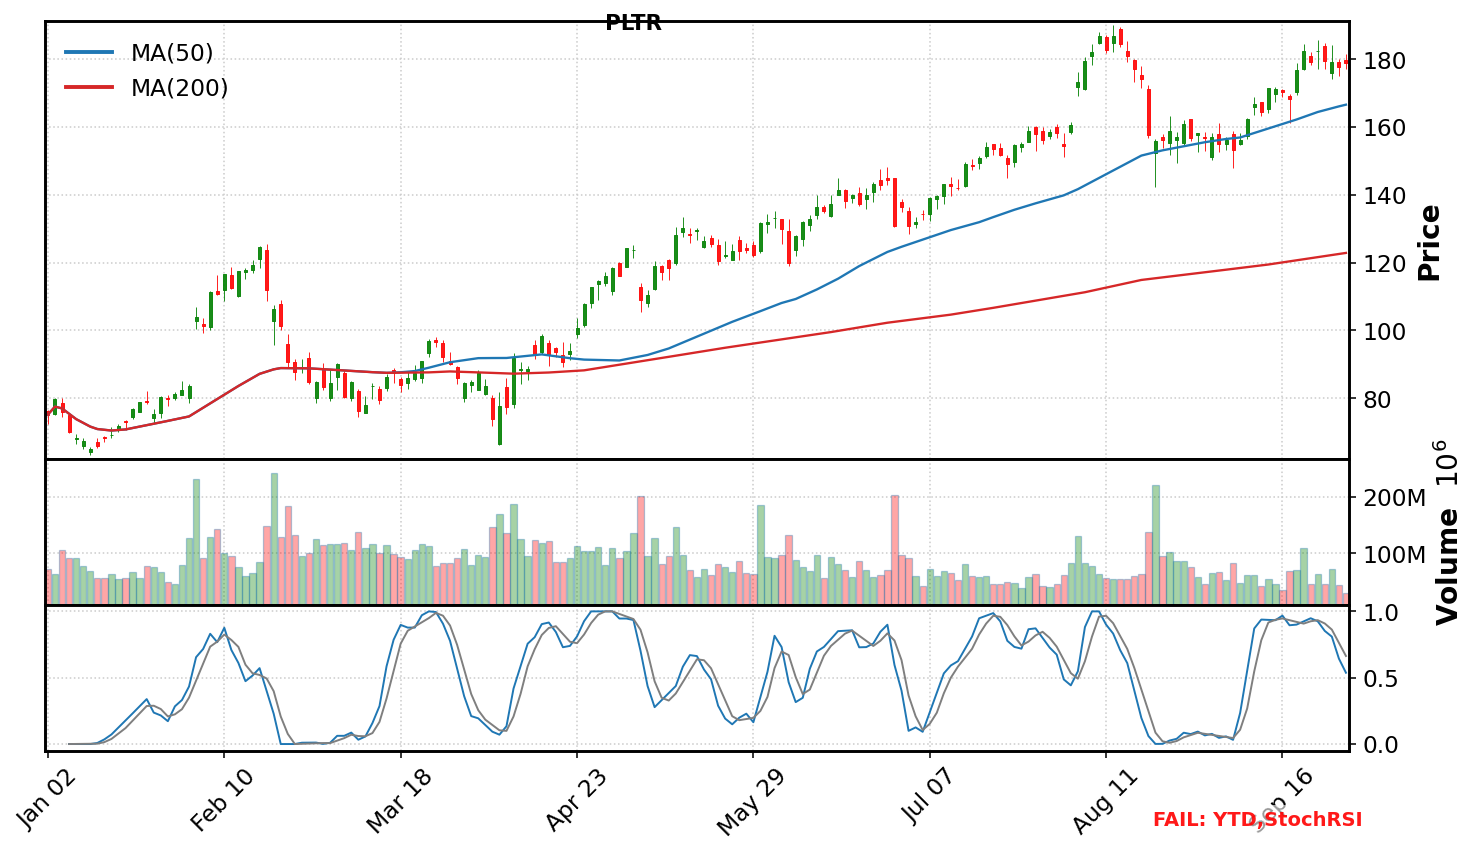 PLTR
MA(50)
MA(200)
180
160
140
120
100
80
Price
200M
100M
Volume 10^6
1.0
0.5
0.0
Jan 02
Feb 10
Mar 18
Apr 23
May 29
Jul 07
Aug 11
Sep 16
FAIL: YTD,StochRSI